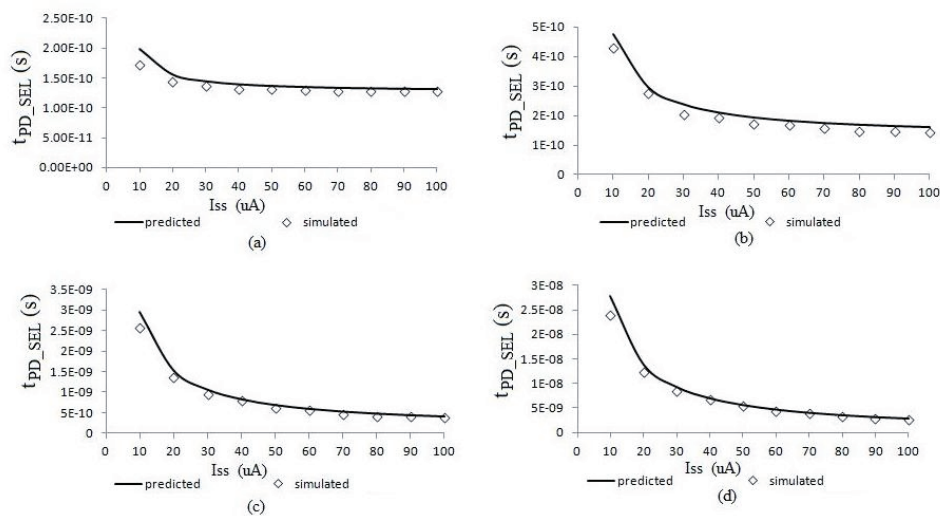 2.50E-10
2.00E-10
1.50E-10
1.00E-10
5.00E-11
0.00E+00
tPD_SEL (s)
0 10 20 30 40 50 60 70 80 90 100
Iss (uA)
predicted simulated
(a)
5E-10
4E-10
3E-10
2E-10
1E-10
0
tPD_SEL (s)
0 10 20 30 40 50 60 70 80 90 100
Iss (uA)
predicted simulated
(b)
3.5E-09
3E-09
2.5E-09
2E-09
1.5E-09
1E-09
5E-10
0
tPD_SEL (s)
0 10 20 30 40 50 60 70 80 90 100
Iss (uA)
predicted simulated
(c)
3E-08
2.5E-08
2E-08
1.5E-08
1E-08
5E-09
0
tPD_SEL (s)
0 10 20 30 40 50 60 70 80 90 100
Iss (uA)
predicted simulated
(d)